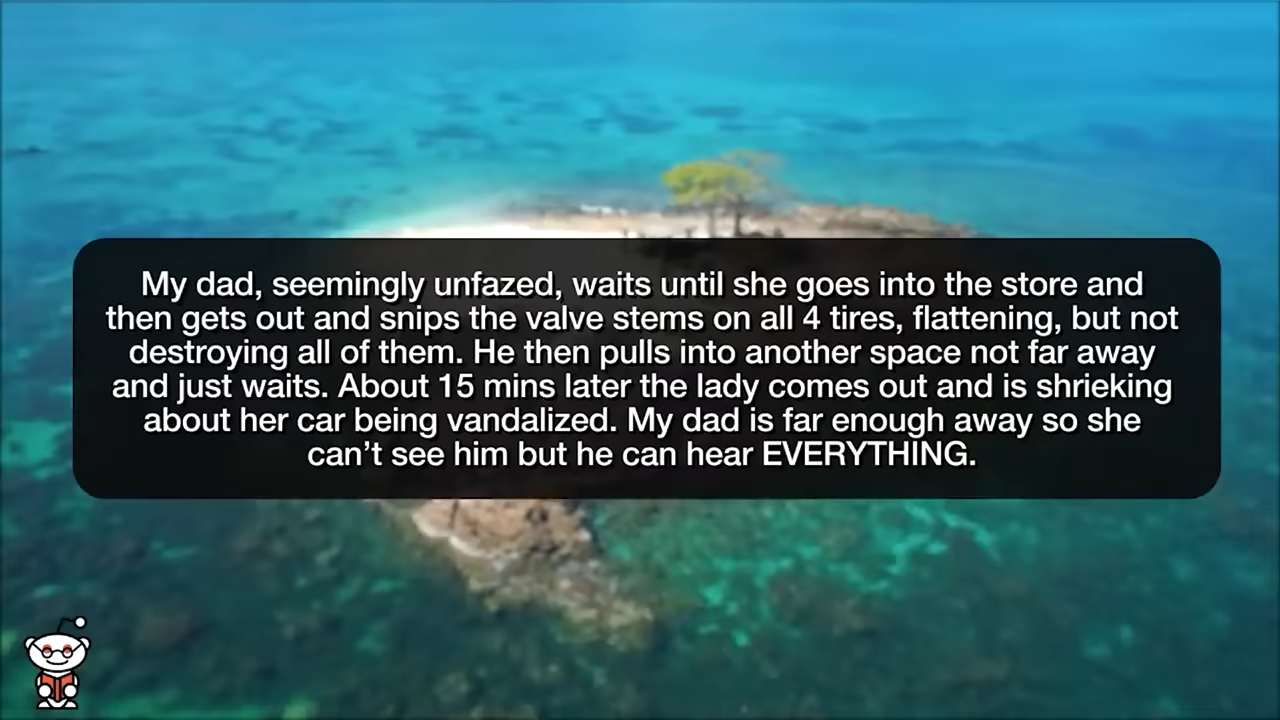 My dad, seemingly unfazed, waits until she goes into the store and
then gets out and snips the valve stems on all 4 tires, flattening, but not
destroying all of them. He then pulls into another space not far away
and just waits. About 15 mins later the lady comes out and is shrieking
about her car being vandalized. My dad is far enough away so she
can’t see him but he can hear EVERYTHING.